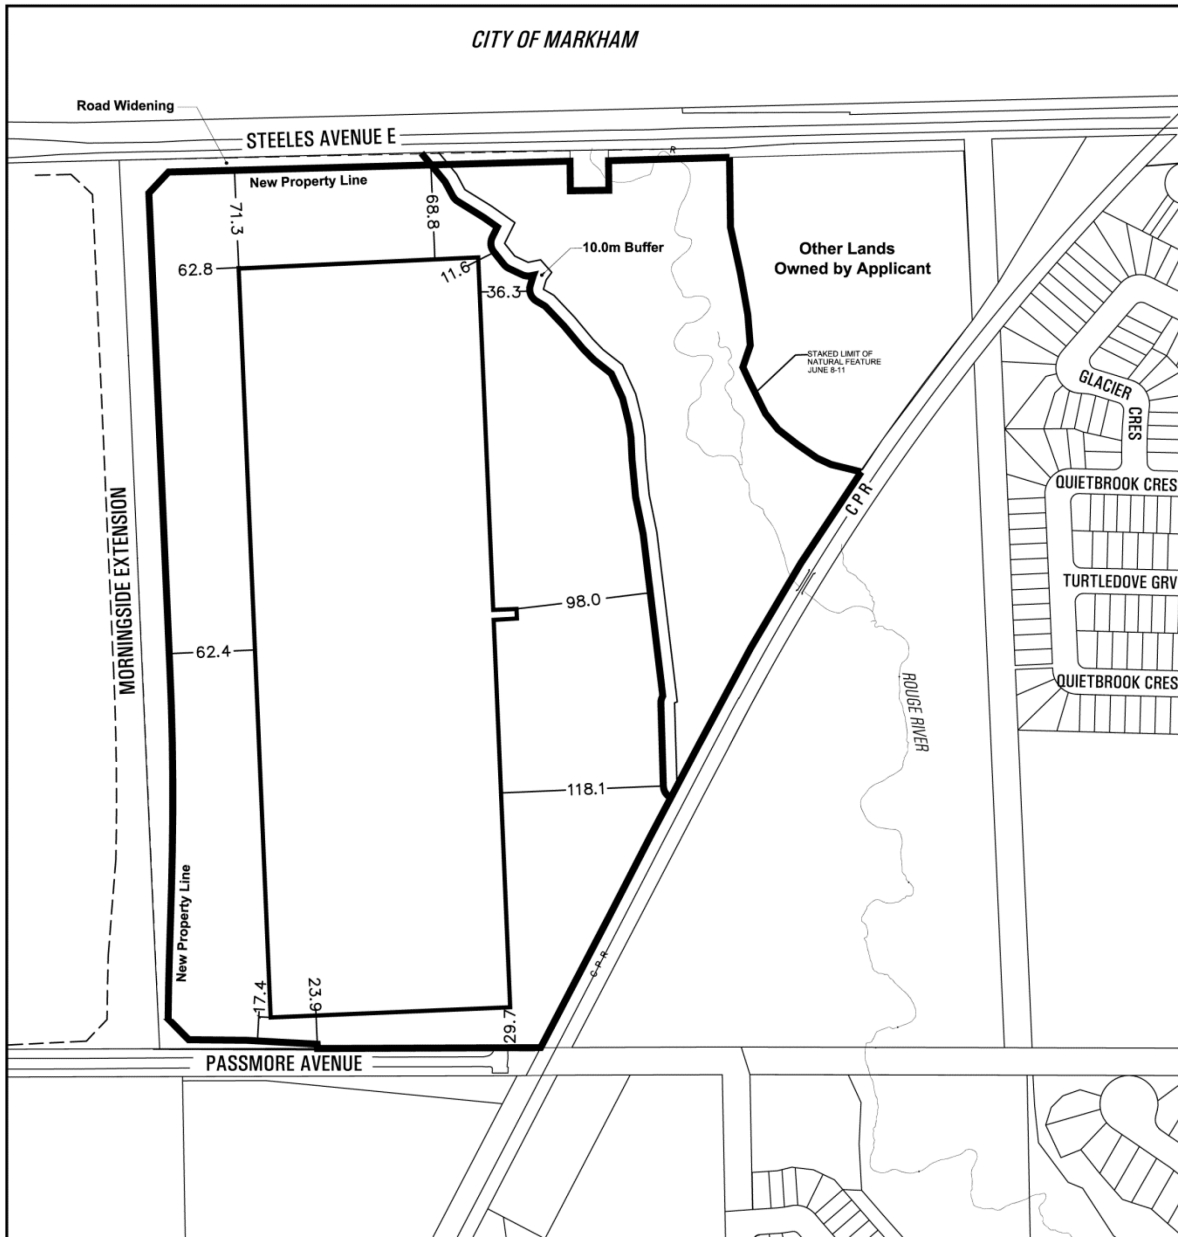 CITY OF MARKHAM
Road Widening
STEELES AVENUE E
R
New Property Line
71.3
68.8
10.0m Buffer
Other Lands
Owned by Applicant
62.8
11.6
36.3
STAKED LIMIT OF
NATURAL FEATURE
JUNE 8-11
GLACIER
CRES
CPR
QUIETBROOK CRES
MORNINGSIDE EXTENSION
TURTLEDOVE GRV
98.0
62.4
QUIETBROOK CRES
ROUGE RIVER
118.1
New Property Line
CPR
17.4
23.9
29.7
PASSMORE AVENUE